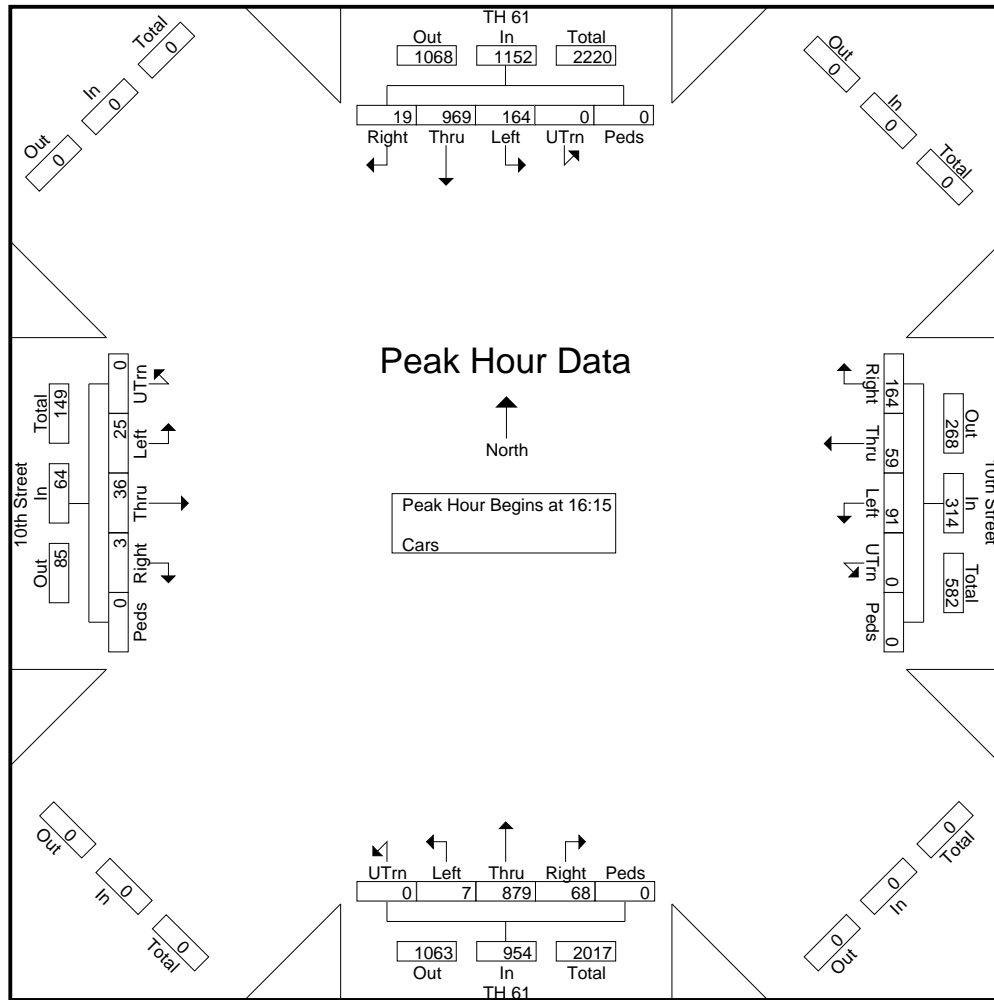 TH 61
Out In Total
1068 1152 2220
19 969 164 0 0
Right Thru Left UTrn Peds
Out In Total
0 0 0
Out In Total
0 0 0
Peak Hour Data
North
Peak Hour Begins at 16:15
Cars
10th Street
Out In Total
85 64 149
0 3 36 25 0
Peds Right Thru Left UTrn
10th Street
Out In Total
268 314 582
164 59 91 0 0
Right Thru Left UTrn Peds
Out In Total
0 0 0
Out In Total
0 0 0
UTrn Left Thru Right Peds
0 7 879 68 0
1063 954 2017
Out In Total
TH 61